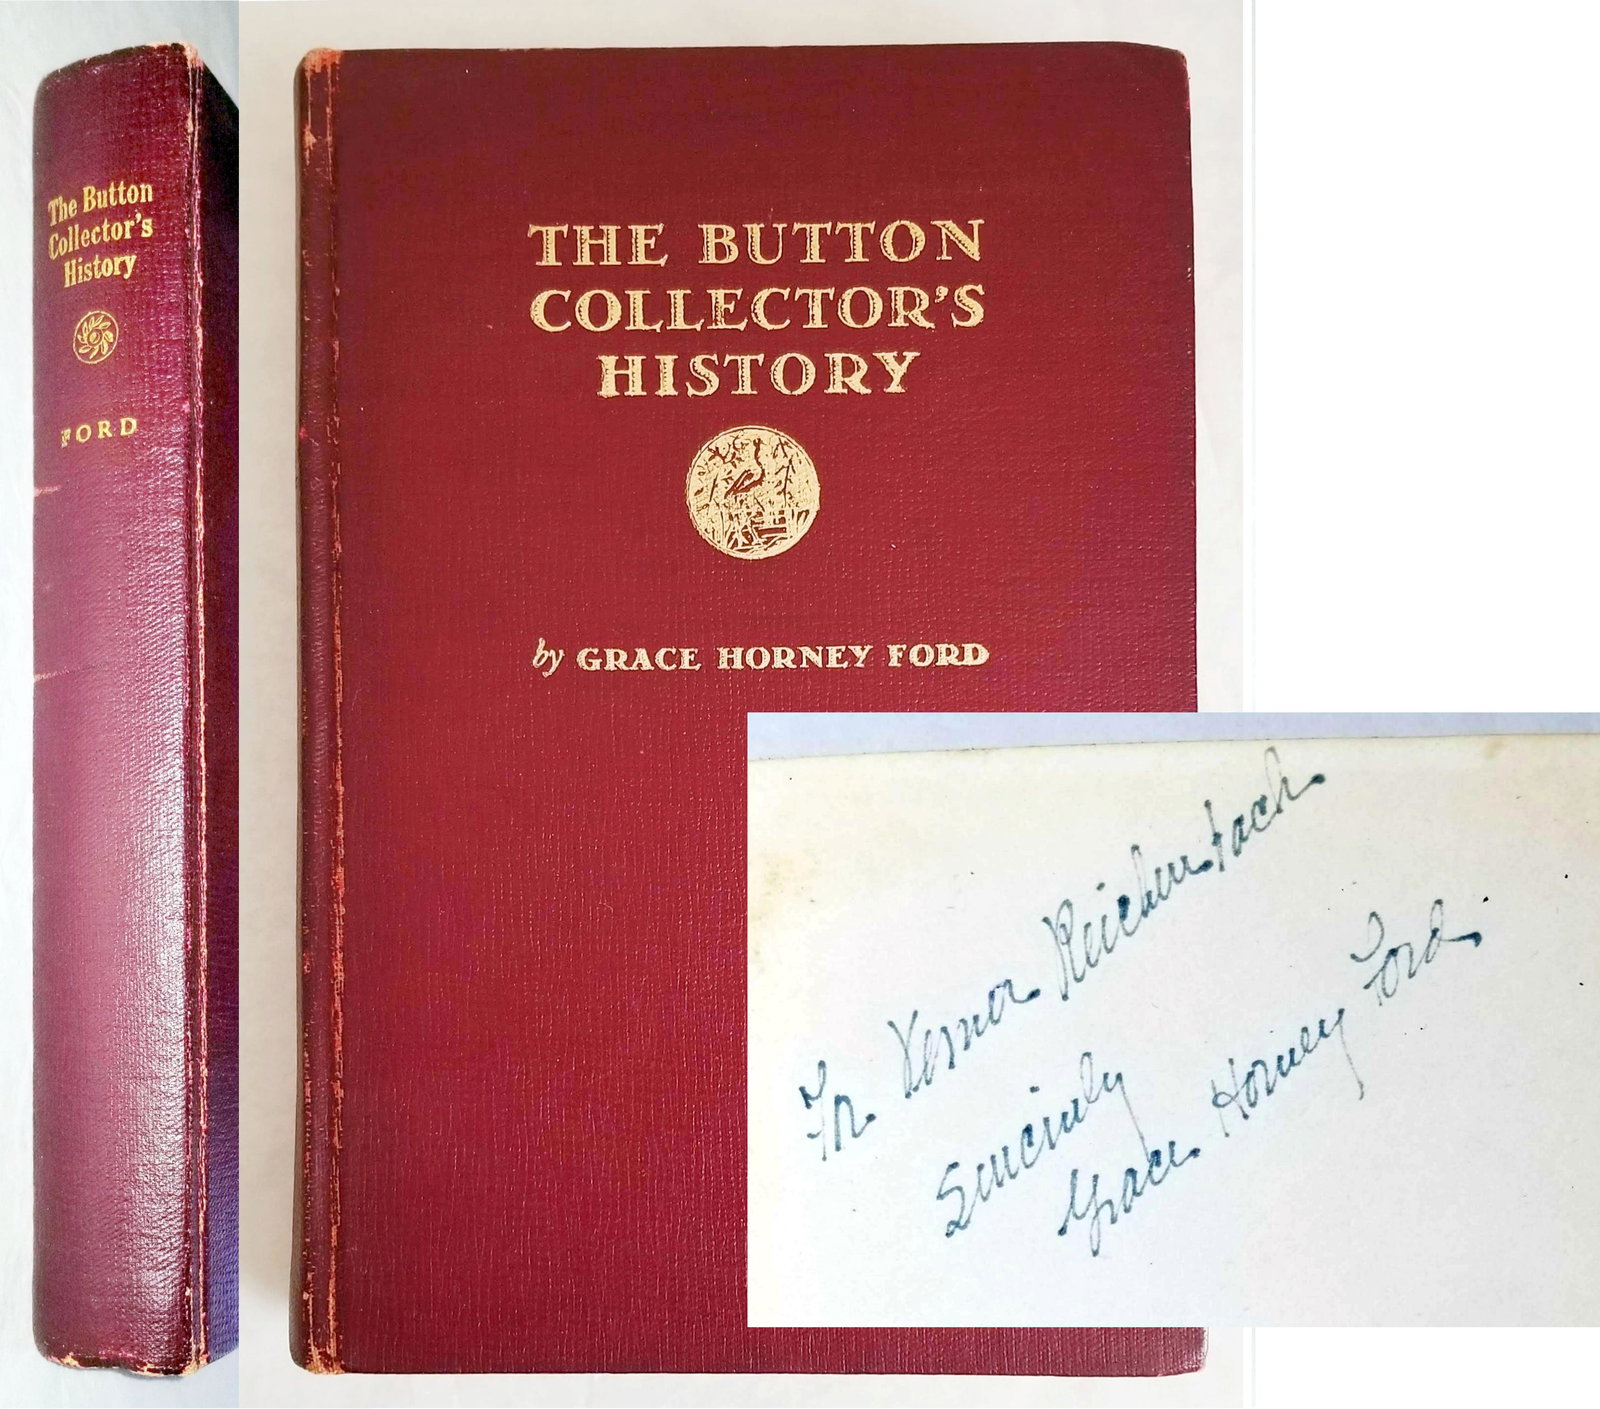 The Button
Collector's
History
FORD
THE BUTTON
COLLECTOR'S
HISTORY
by GRACE HORNEY FORD
For Verna Reichenbach
Sincerely
Grace Horney Ford